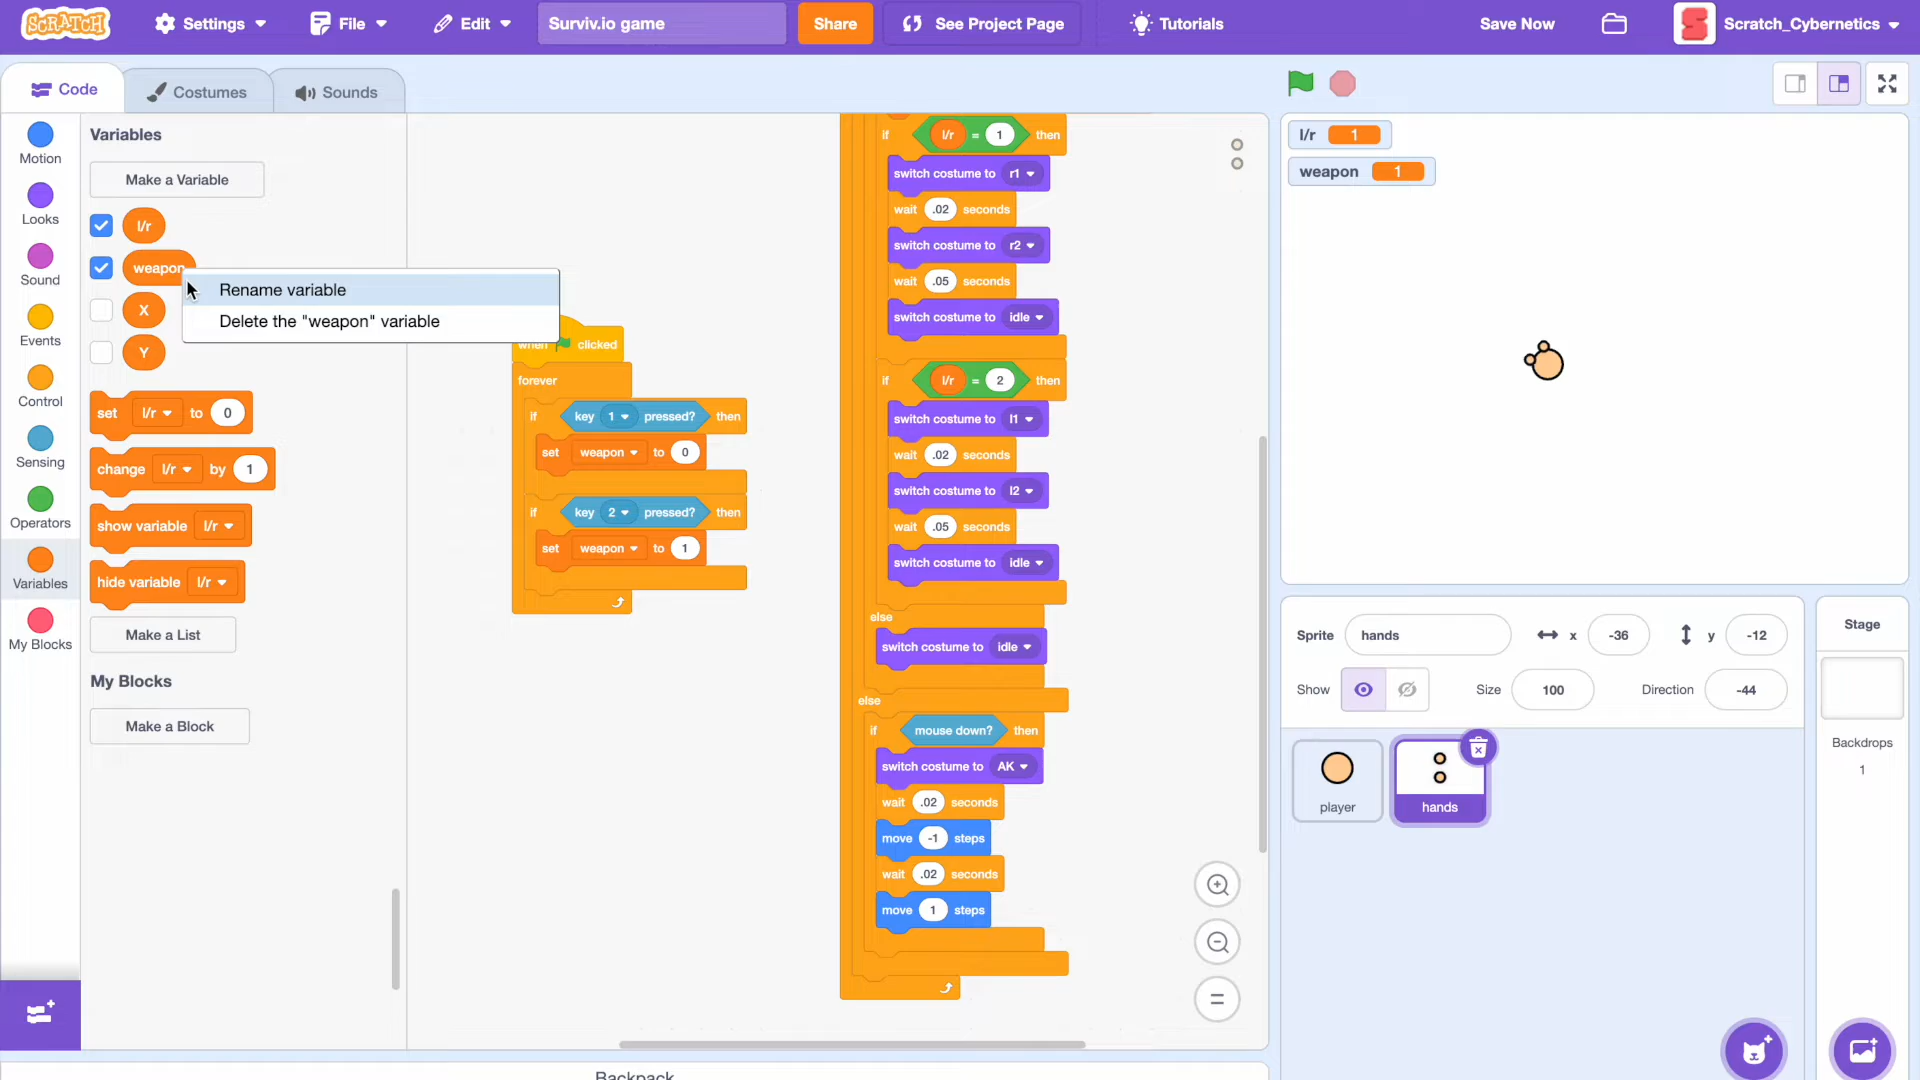 SCRATCH Settings File Edit Surviv.io game Share See Project Page Tutorials Save Now Scratch_Cybernetics
Code Costumes Sounds
Motion
Looks
Sound
Events
Control
Sensing
Operators
Variables
My Blocks
Variables
Make a Variable
l/r
weapon
X
Y
Rename variable
Delete the "weapon" variable
set l/r to 0
change l/r by 1
show variable l/r
hide variable l/r
Make a List
My Blocks
Make a Block
when clicked
forever
if key 1 pressed? then
set weapon to 0
if key 2 pressed? then
set weapon to 1
if l/r = 1 then
switch costume to r1
wait .02 seconds
switch costume to r2
wait .05 seconds
switch costume to idle
if l/r = 2 then
switch costume to l1
wait .02 seconds
switch costume to l2
wait .05 seconds
switch costume to idle
else
switch costume to idle
else
if mouse down? then
switch costume to AK
wait .02 seconds
move -1 steps
wait .02 seconds
move 1 steps
Backpack
l/r 1
weapon 1
Sprite hands x -36 y -12
Show Size 100 Direction -44
player
hands
Stage
Backdrops
1